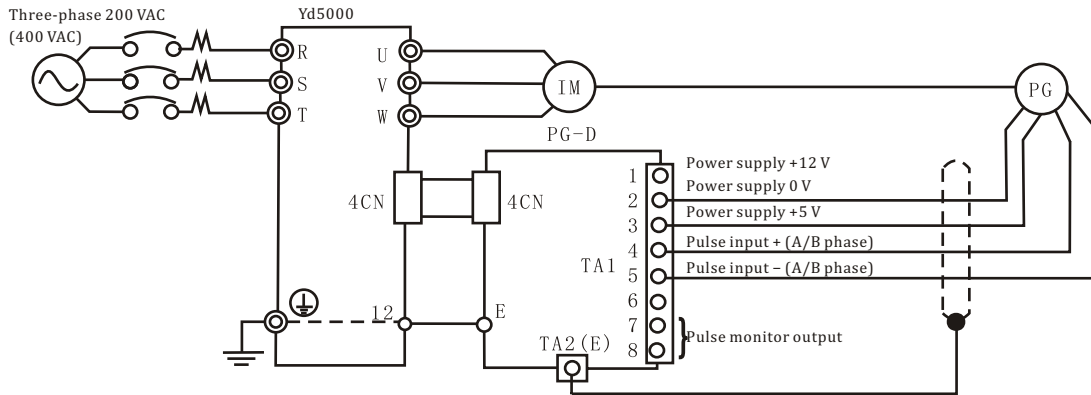 Three-phase 200 VAC
(400 VAC)
Yd5000
R
S
T
U
V
W
IM
PG
PG-D
4CN
4CN
12
E
TA1
TA2(E)
1
2
3
4
5
6
7
8
Power supply +12 V
Power supply 0 V
Power supply +5 V
Pulse input + (A/B phase)
Pulse input − (A/B phase)
Pulse monitor output